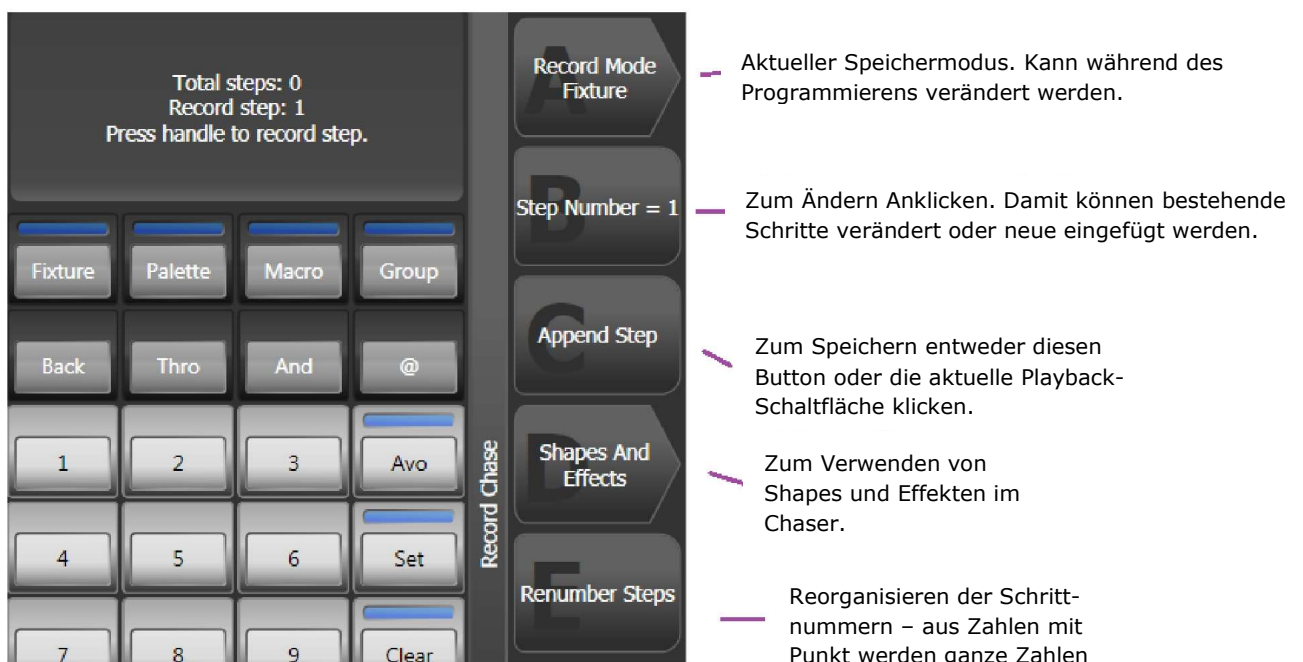 Total steps: 0
Record step: 1
Press handle to record step.
Fixture Palette Macro Group
Back Thro And @
1 2 3 Avo
4 5 6 Set
7 8 9 Clear
Record Chase
A
Record Mode
Fixture
Aktueller Speichermodus. Kann während des
Programmierens verändert werden.
B
Step Number = 1
Zum Ändern Anklicken. Damit können bestehende
Schritte verändert oder neue eingefügt werden.
C
Append Step
Zum Speichern entweder diesen
Button oder die aktuelle Playback-
Schaltfläche klicken.
D
Shapes And
Effects
Zum Verwenden von
Shapes und Effekten im
Chaser.
E
Renumber Steps
Reorganisieren der Schritt-
nummern – aus Zahlen mit
Punkt werden ganze Zahlen